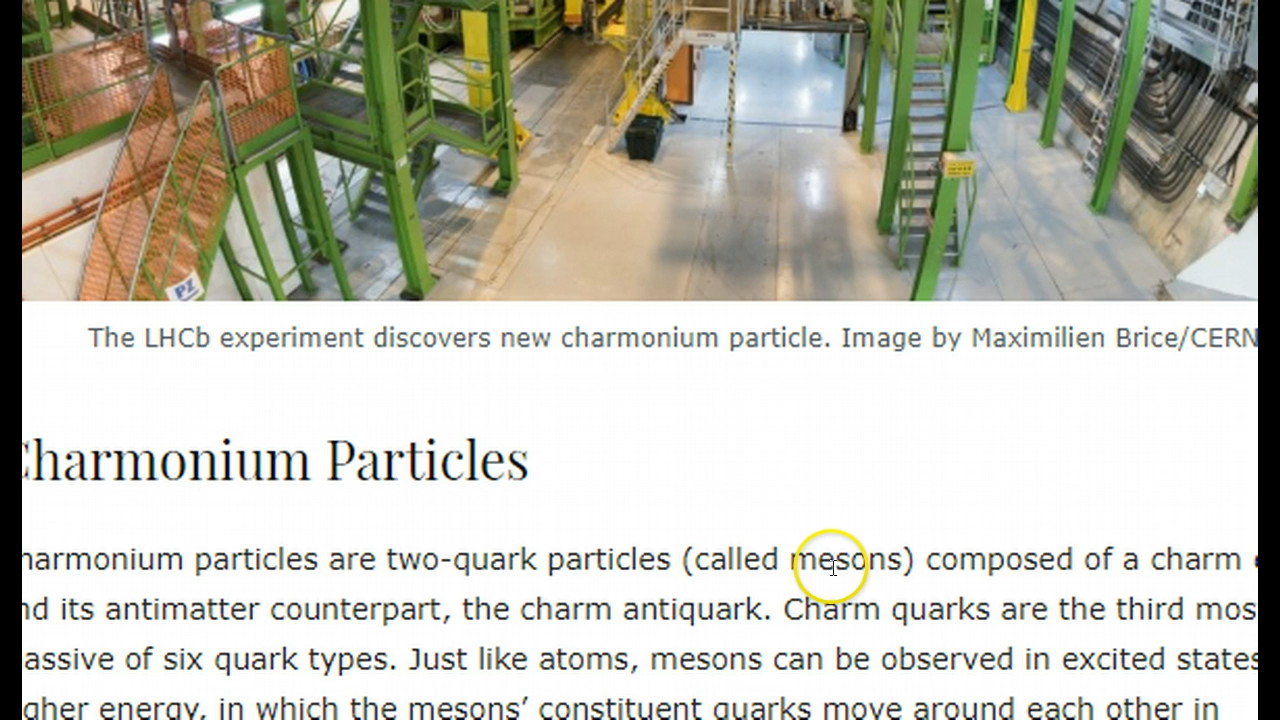 PZ
The LHCb experiment discovers new charmonium particle. Image by Maximilien Brice/CERN
Charmonium Particles
harmonium particles are two-quark particles (called mesons) composed of a charm
nd its antimatter counterpart, the charm antiquark. Charm quarks are the third mos
assive of six quark types. Just like atoms, mesons can be observed in excited states
gher energy, in which the mesons’ constituent quarks move around each other in